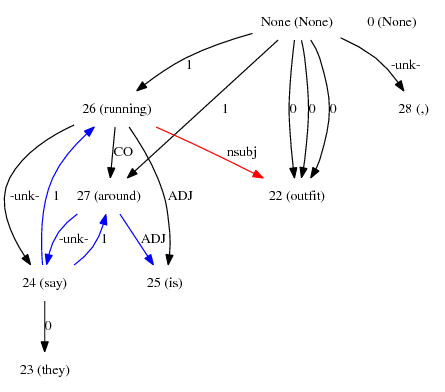 None (None) 0 (None)
1 -unk-
26 (running) 1 0 0 0 28 (,)
CO nsubj
-unk- 1 27 (around) ADJ 22 (outfit)
-unk- 1 ADJ
24 (say) 25 (is)
0
23 (they)